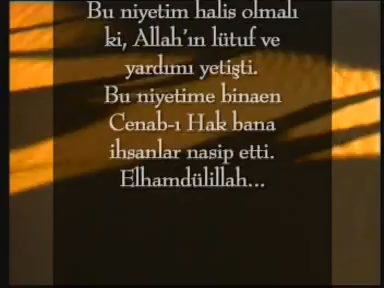 Bu niyetim halis olmalı
ki, Allah'ın lütuf ve
yardımı yetişti.
Bu niyetime binaen
Cenab-ı Hak bana
ihsanlar nasip etti.
Elhamdülillah...